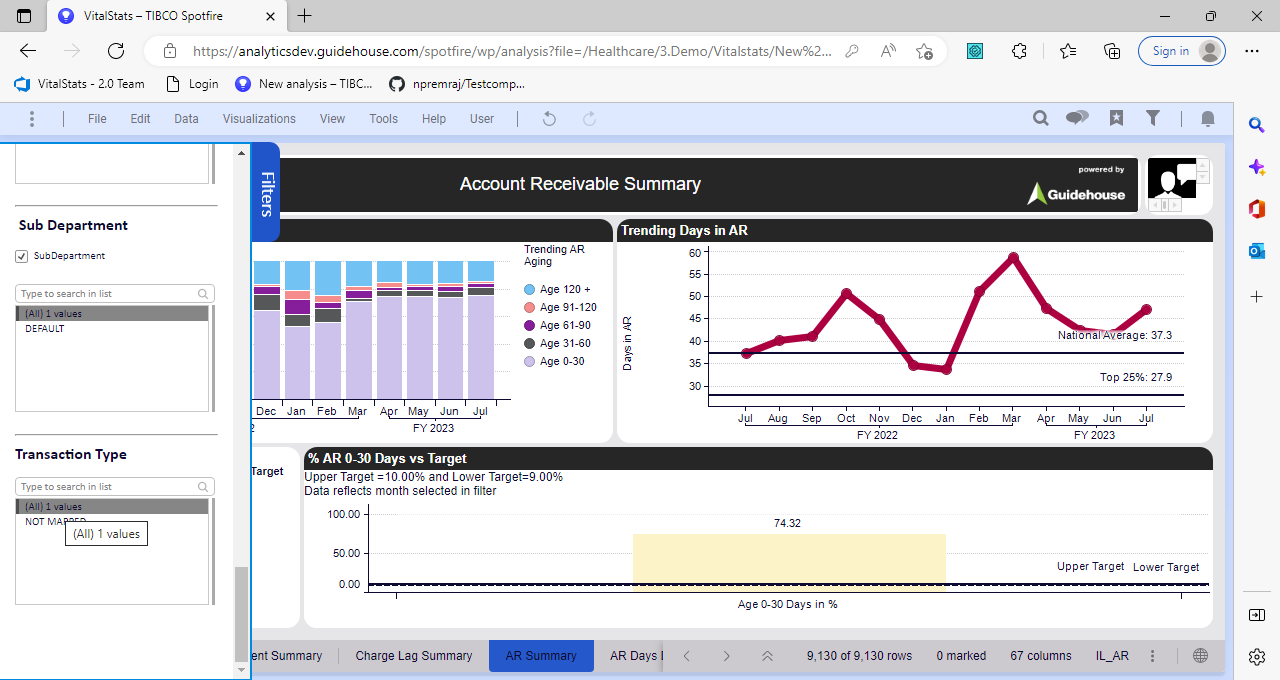 VitalStats – TIBCO Spotfire
https://analyticsdev.guidehouse.com/spotfire/wp/analysis?file=/Healthcare/3.Demo/Vitalstats/New%2...
Sign in
VitalStats - 2.0 Team
Login
New analysis – TIBC...
npremraj/Testcomp...
File Edit Data Visualizations View Tools Help User
Filters
Account Receivable Summary
powered by
Guidehouse
Sub Department
SubDepartment
Type to search in list
(All) 1 values
DEFAULT
Transaction Type
Type to search in list
(All) 1 values
(All) 1 values
Trending AR
Aging
Age 120 +
Age 91-120
Age 61-90
Age 31-60
Age 0-30
Dec Jan Feb Mar Apr May Jun Jul
2 FY 2023
Trending Days in AR
Days in AR
60
55
50
45
40
35
30
National Average: 37.3
Top 25%: 27.9
Jul Aug Sep Oct Nov Dec Jan Feb Mar Apr May Jun Jul
FY 2022 FY 2023
Target
% AR 0-30 Days vs Target
Upper Target =10.00% and Lower Target=9.00%
Data reflects month selected in filter
100.00
50.00
0.00
74.32
Upper Target Lower Target
Age 0-30 Days in %
ent Summary Charge Lag Summary AR Summary AR Days
9,130 of 9,130 rows 0 marked 67 columns IL_AR